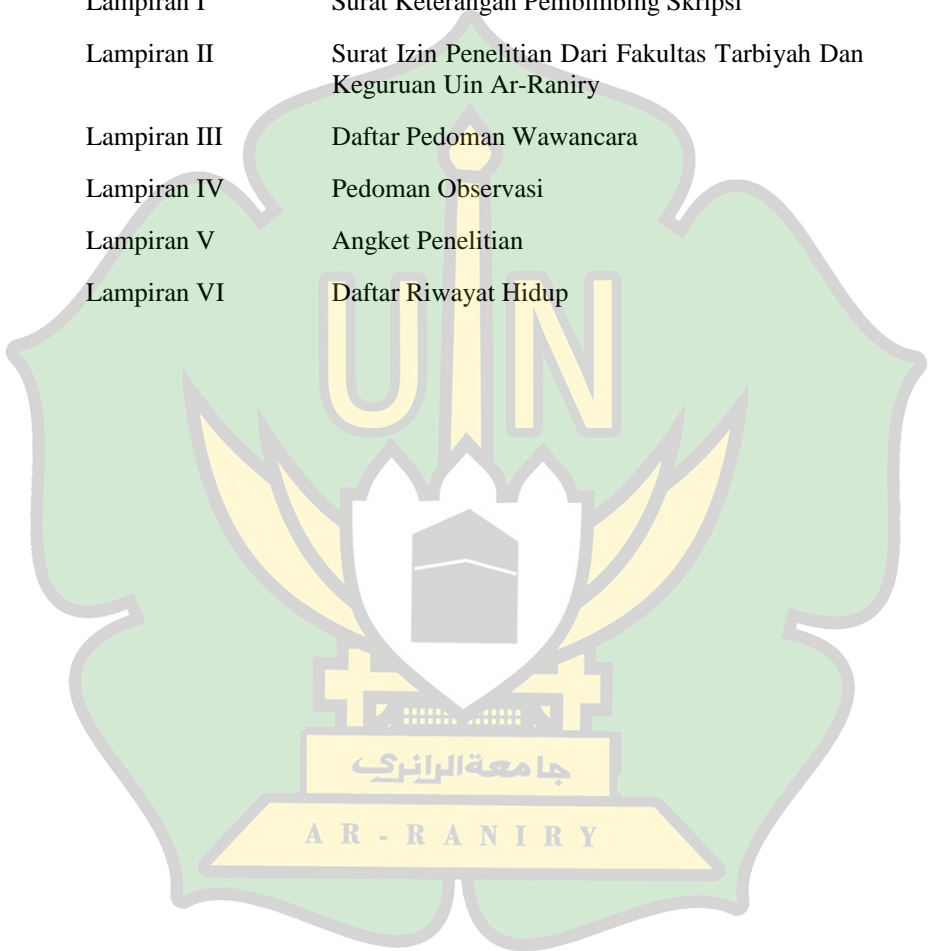 Lampiran I Surat Keterangan Pembimbing Skripsi
Lampiran II Surat Izin Penelitian Dari Fakultas Tarbiyah Dan
Keguruan Uin Ar-Raniry
Lampiran III Daftar Pedoman Wawancara
Lampiran IV Pedoman Observasi
Lampiran V Angket Penelitian
Lampiran VI Daftar Riwayat Hidup
UIN
جامعةالرانري
AR-RANIRY